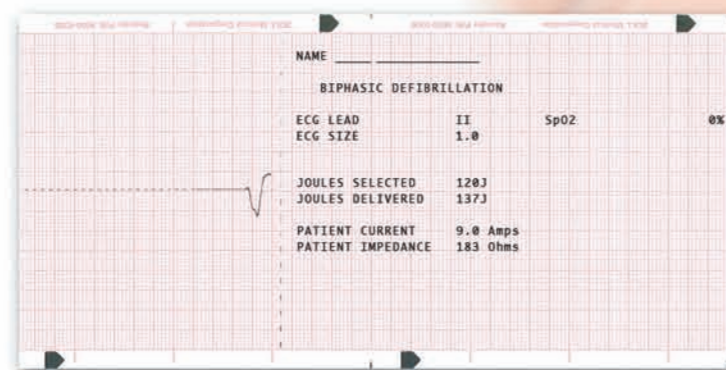 NAME
BIPHASIC DEFIBRILLATION
ECG LEAD II SpO2 0%
ECG SIZE 1.0
JOULES SELECTED 120J
JOULES DELIVERED 137J
PATIENT CURRENT 9.0 Amps
PATIENT IMPEDANCE 183 Ohms